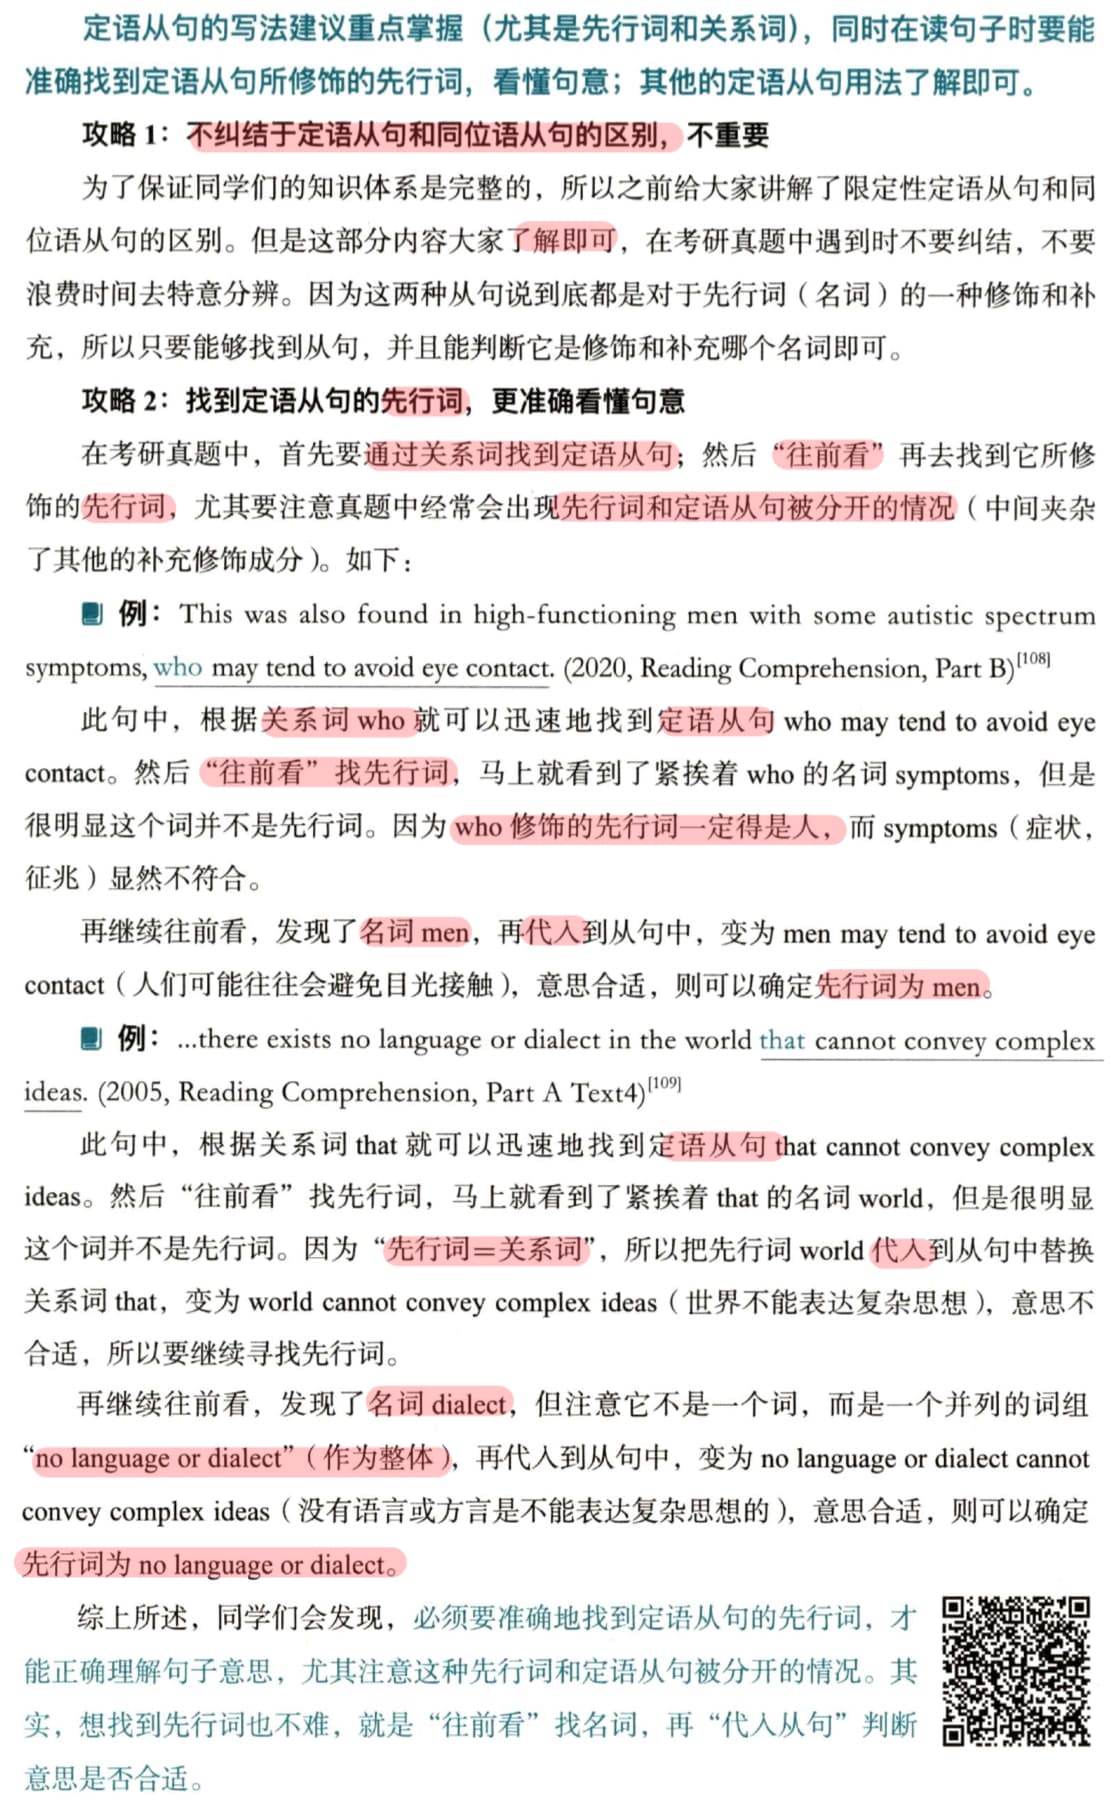 定语从句的写法建议重点掌握（尤其是先行词和关系词），同时在读句子时要能
准确找到定语从句所修饰的先行词，看懂句意；其他的定语从句用法了解即可。
攻略 1：不纠结于定语从句和同位语从句的区别，不重要
为了保证同学们的知识体系是完整的，所以之前给大家讲解了限定性定语从句和同
位语从句的区别。但是这部分内容大家了解即可，在考研真题中遇到时不要纠结，不要
浪费时间去特意分辨。因为这两种从句说到底都是对于先行词（名词）的一种修饰和补
充，所以只要能够找到从句，并且能判断它是修饰和补充哪个名词即可。
攻略 2：找到定语从句的先行词，更准确看懂句意
在考研真题中，首先要通过关系词找到定语从句；然后“往前看”再去找到它所修
饰的先行词，尤其要注意真题中经常会出现先行词和定语从句被分开的情况（中间夹杂
了其他的补充修饰成分）。如下：
例：This was also found in high-functioning men with some autistic spectrum
symptoms, who may tend to avoid eye contact. (2020, Reading Comprehension, Part B)[108]
此句中，根据关系词 who 就可以迅速地找到定语从句 who may tend to avoid eye
contact。然后“往前看”找先行词，马上就看到了紧挨着 who 的名词 symptoms，但是
很明显这个词并不是先行词。因为 who 修饰的先行词一定得是人，而 symptoms（症状，
征兆）显然不符合。
再继续往前看，发现了名词 men，再代入到从句中，变为 men may tend to avoid eye
contact（人们可能往往会避免目光接触），意思合适，则可以确定先行词为 men。
例：...there exists no language or dialect in the world that cannot convey complex
ideas. (2005, Reading Comprehension, Part A Text4)[109]
此句中，根据关系词 that 就可以迅速地找到定语从句 that cannot convey complex
ideas。然后“往前看”找先行词，马上就看到了紧挨着 that 的名词 world，但是很明显
这个词并不是先行词。因为“先行词＝关系词”，所以把先行词 world 代入到从句中替换
关系词 that，变为 world cannot convey complex ideas（世界不能表达复杂思想），意思不
合适，所以要继续寻找先行词。
再继续往前看，发现了名词 dialect，但注意它不是一个词，而是一个并列的词组
“no language or dialect”（作为整体），再代入到从句中，变为 no language or dialect cannot
convey complex ideas（没有语言或方言是不能表达复杂思想的），意思合适，则可以确定
先行词为 no language or dialect。
综上所述，同学们会发现，必须要准确地找到定语从句的先行词，才
能正确理解句子意思，尤其注意这种先行词和定语从句被分开的情况。其
实，想找到先行词也不难，就是“往前看”找名词，再“代入从句”判断
意思是否合适。